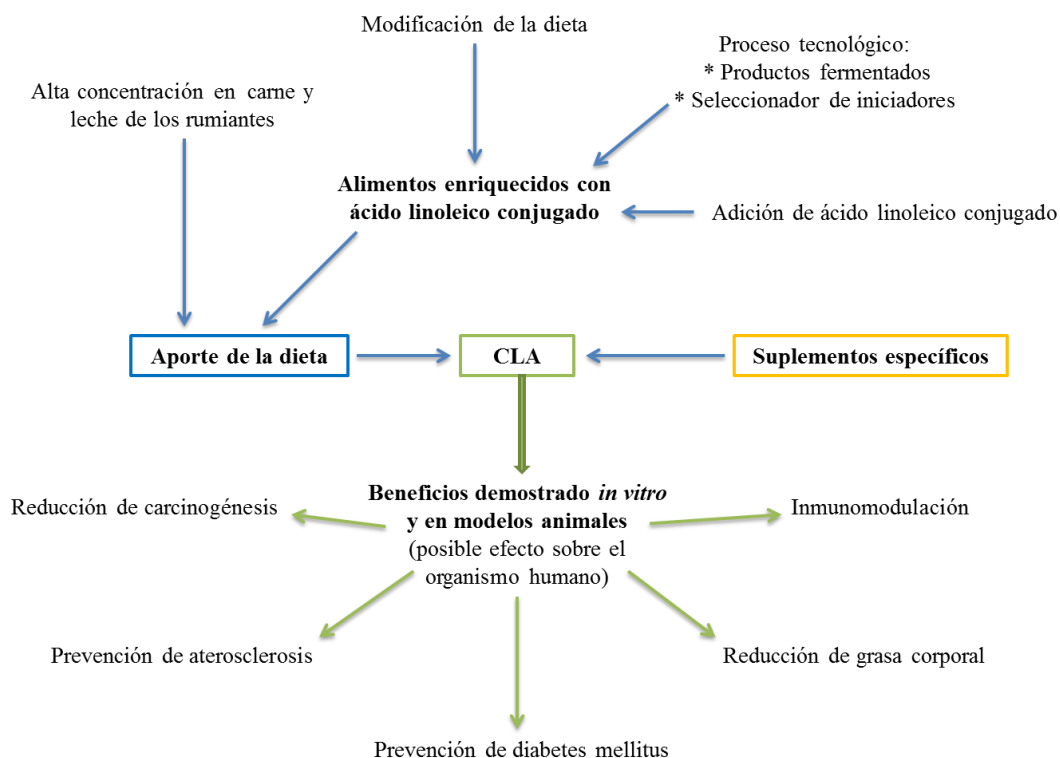 Modificación de la dieta
Proceso tecnológico:
* Productos fermentados
* Seleccionador de iniciadores
Alta concentración en carne y
leche de los rumiantes
Alimentos enriquecidos con
ácido linoleico conjugado
Adición de ácido linoleico conjugado
Aporte de la dieta
CLA
Suplementos específicos
Beneficios demostrado in vitro
y en modelos animales
(posible efecto sobre el
organismo humano)
Reducción de carcinogénesis
Inmunomodulación
Prevención de aterosclerosis
Reducción de grasa corporal
Prevención de diabetes mellitus